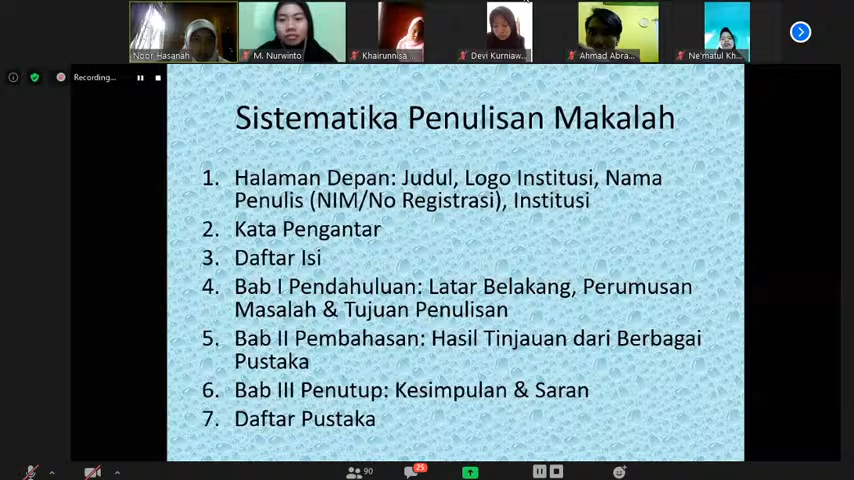 Noor Hasanah
M. Nurwinto
Khairunnisa ...
Devi Kurniaw...
Ahmad Abra...
Ne'matul Kh...
Recording...
Sistematika Penulisan Makalah
1. Halaman Depan: Judul, Logo Institusi, Nama
Penulis (NIM/No Registrasi), Institusi
2. Kata Pengantar
3. Daftar Isi
4. Bab I Pendahuluan: Latar Belakang, Perumusan
Masalah & Tujuan Penulisan
5. Bab II Pembahasan: Hasil Tinjauan dari Berbagai
Pustaka
6. Bab III Penutup: Kesimpulan & Saran
7. Daftar Pustaka
90
25